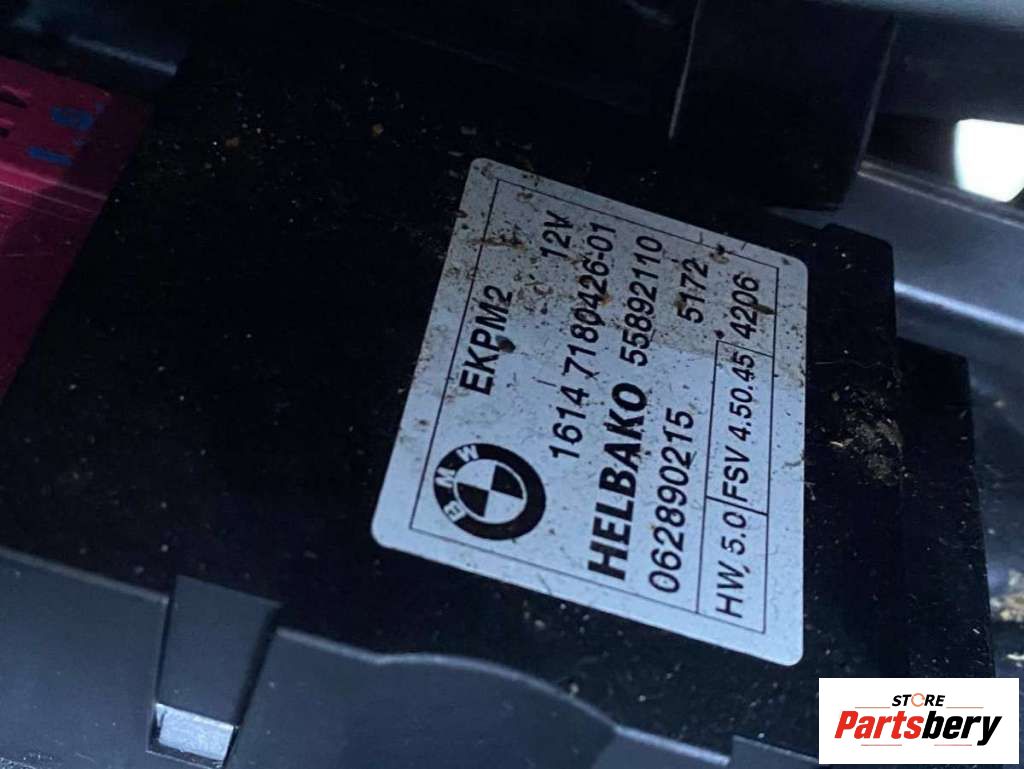 BMW
EKPM2 12V
1614 7180426-01
HELBAKO 55892110
062890215 5172
HW, 5.0 FSV 4.50.45 4206
STORE
Partsbery